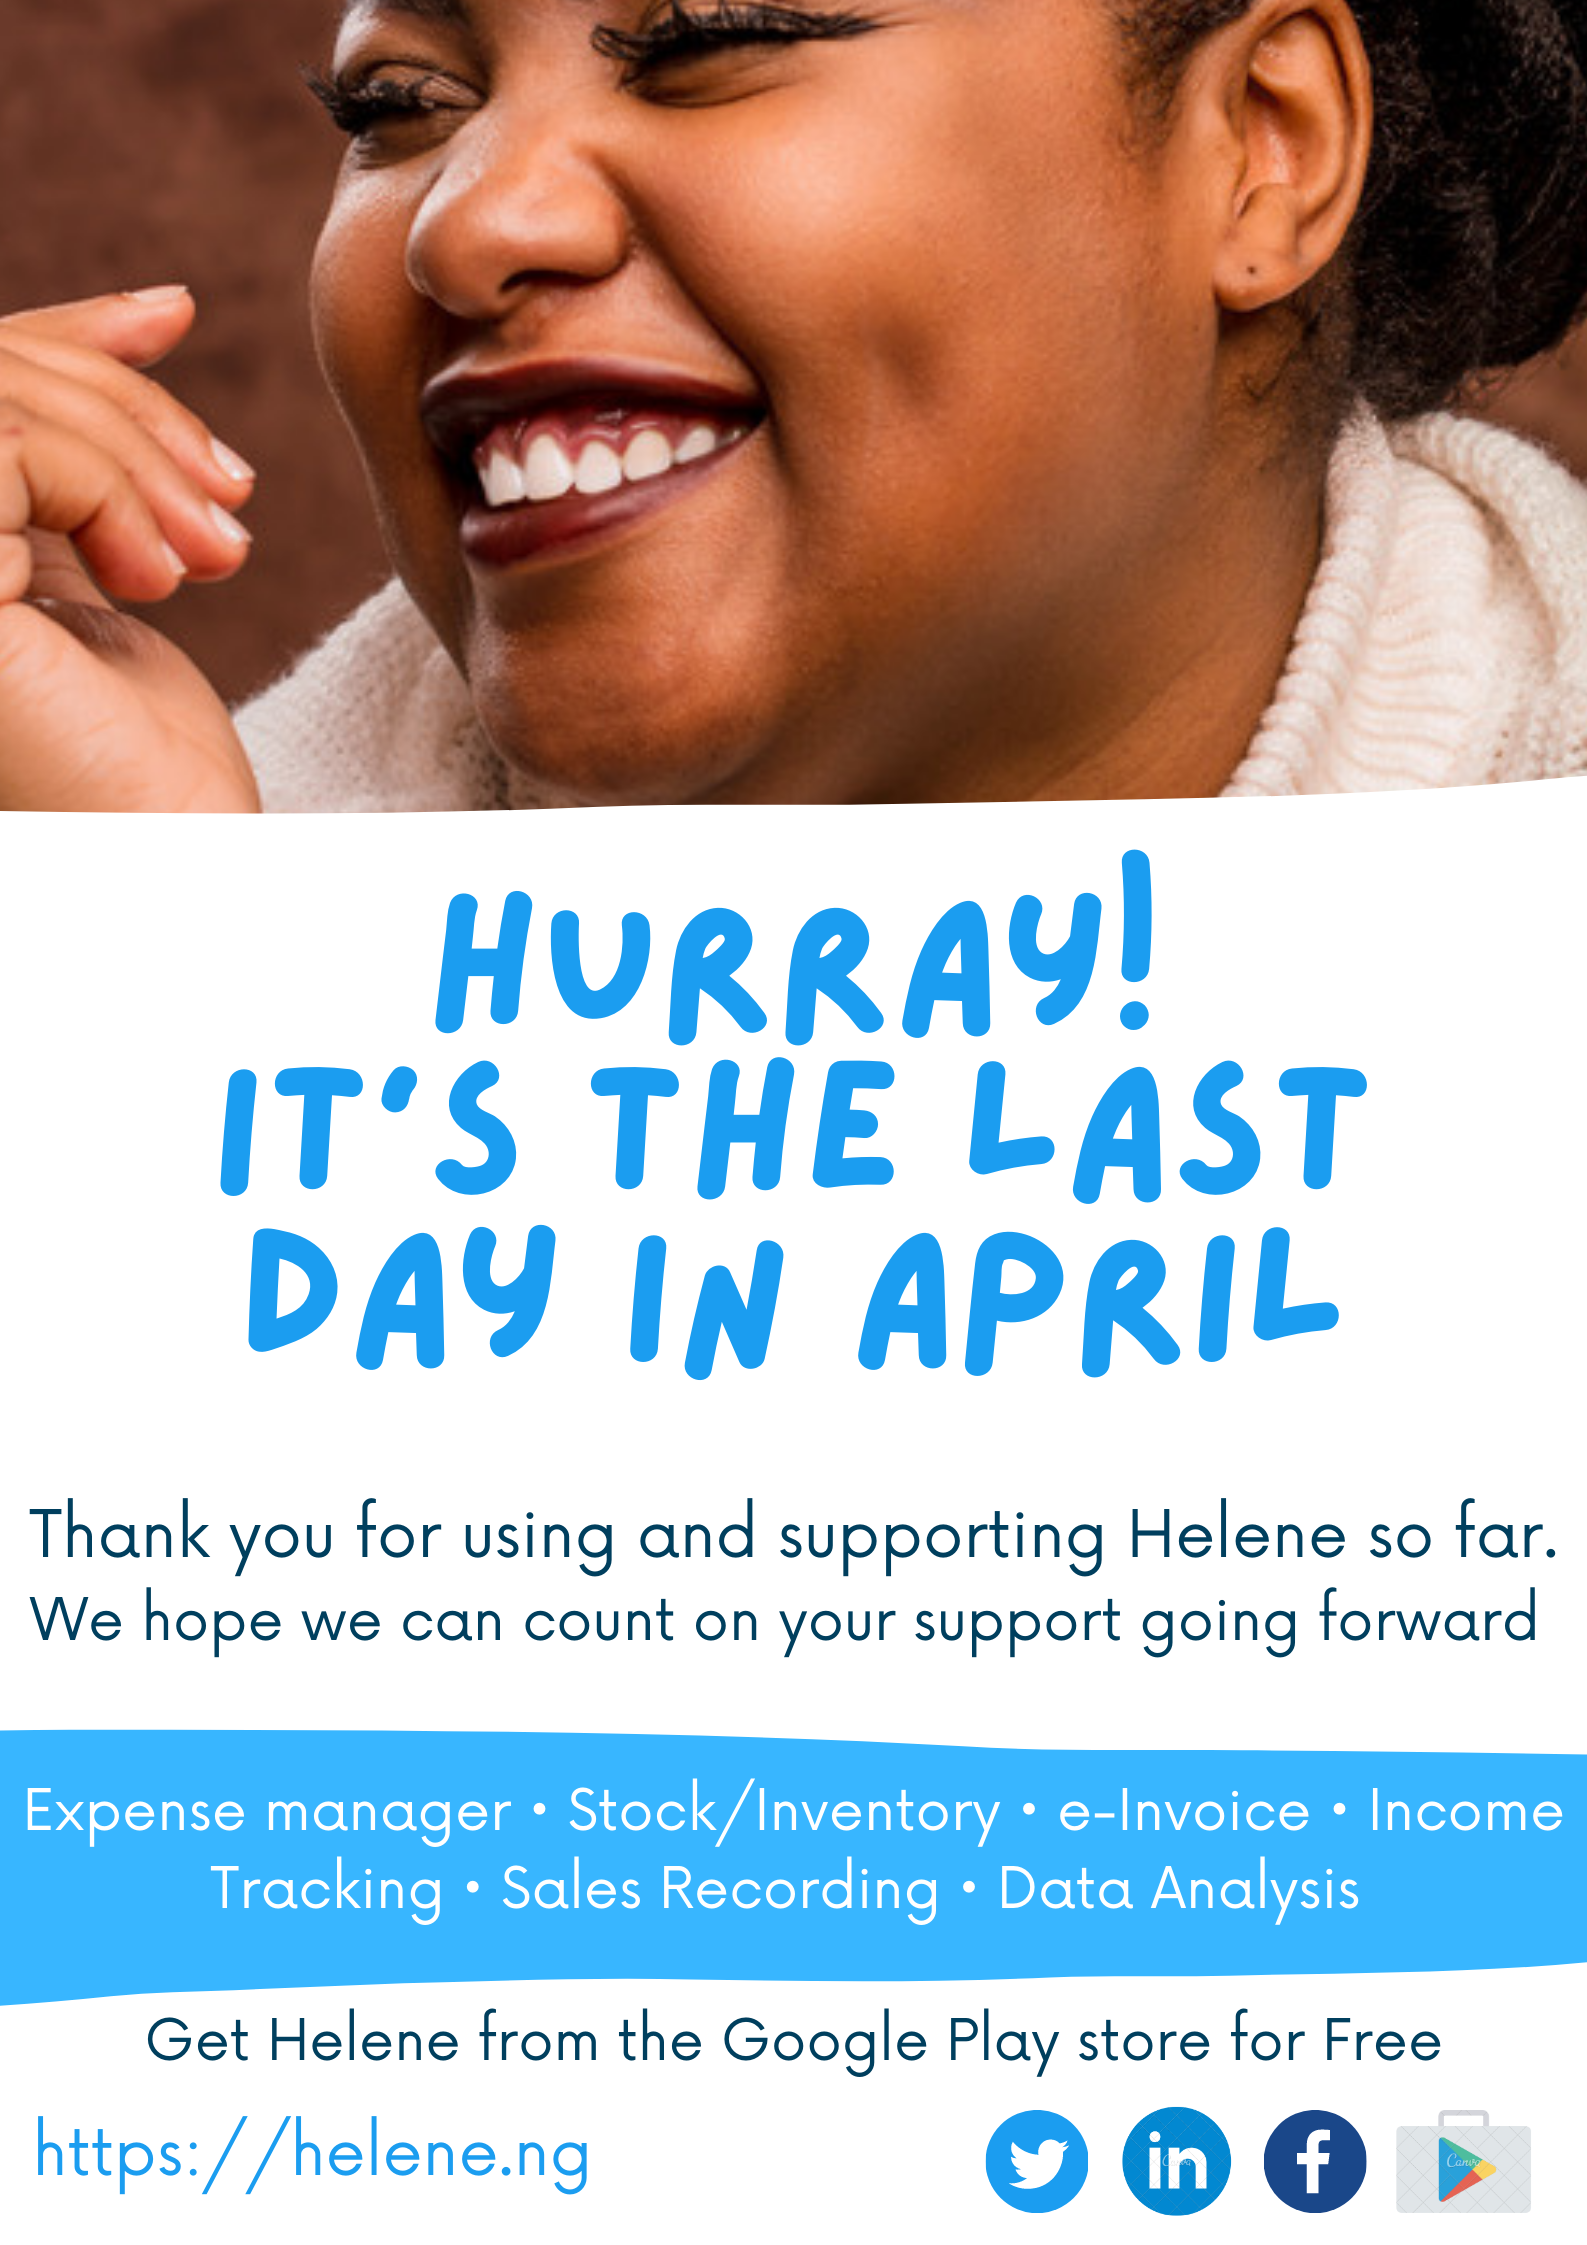 HURRAY!
IT'S THE LAST
DAY IN APRIL
Thank you for using and supporting Helene so far.
We hope we can count on your support going forward
Expense manager • Stock/Inventory • e-Invoice • Income
Tracking • Sales Recording • Data Analysis
Get Helene from the Google Play store for Free
https://helene.ng
in f
Canva